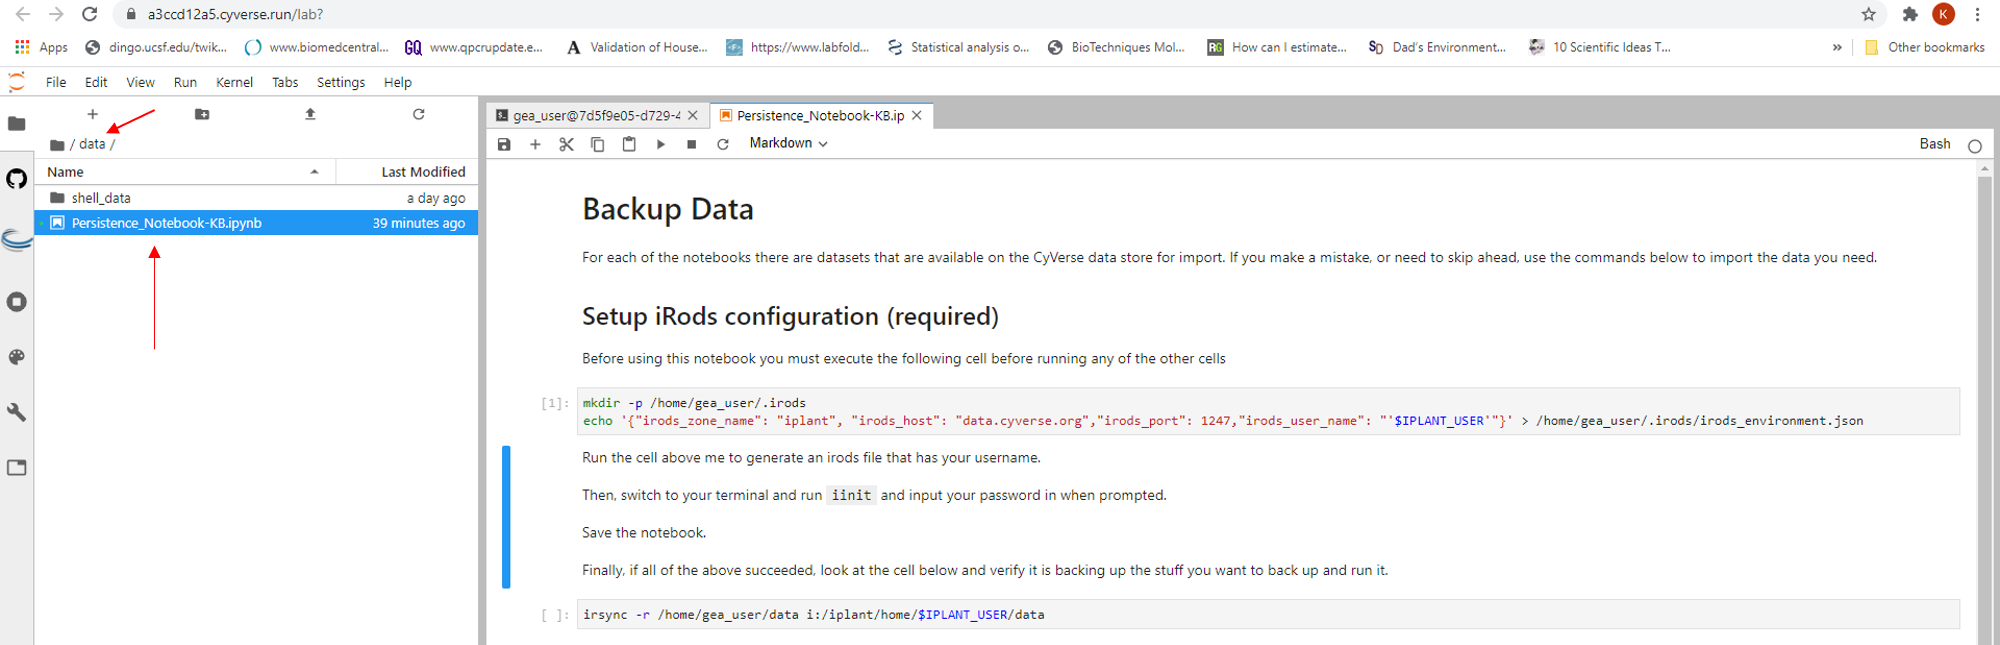 a3ccd12a5.cyverse.run/lab?
K
Apps dingo.ucsf.edu/twik... www.biomedcentral... GQ www.qpcrupdate.e... A Validation of House... https://www.labfold... Statistical analysis o... BioTechniques Mol... RG How can I estimate... SD Dad's Environment... 10 Scientific Ideas T... » Other bookmarks
File Edit View Run Kernel Tabs Settings Help
gea_user@7d5f9e05-d729-4 Persistence_Notebook-KB.ip
/ data /
Markdown
Bash
Name Last Modified
shell_data a day ago
Persistence_Notebook-KB.ipynb 39 minutes ago
Backup Data
For each of the notebooks there are datasets that are available on the CyVerse data store for import. If you make a mistake, or need to skip ahead, use the commands below to import the data you need.
Setup iRods configuration (required)
Before using this notebook you must execute the following cell before running any of the other cells
[1]: mkdir -p /home/gea_user/.irods
echo '{"irods_zone_name": "iplant", "irods_host": "data.cyverse.org","irods_port": 1247,"irods_user_name": "'$IPLANT_USER'"}' > /home/gea_user/.irods/irods_environment.json
Run the cell above me to generate an irods file that has your username.
Then, switch to your terminal and run iinit and input your password in when prompted.
Save the notebook.
Finally, if all of the above succeeded, look at the cell below and verify it is backing up the stuff you want to back up and run it.
[ ]: irsync -r /home/gea_user/data i:/iplant/home/$IPLANT_USER/data